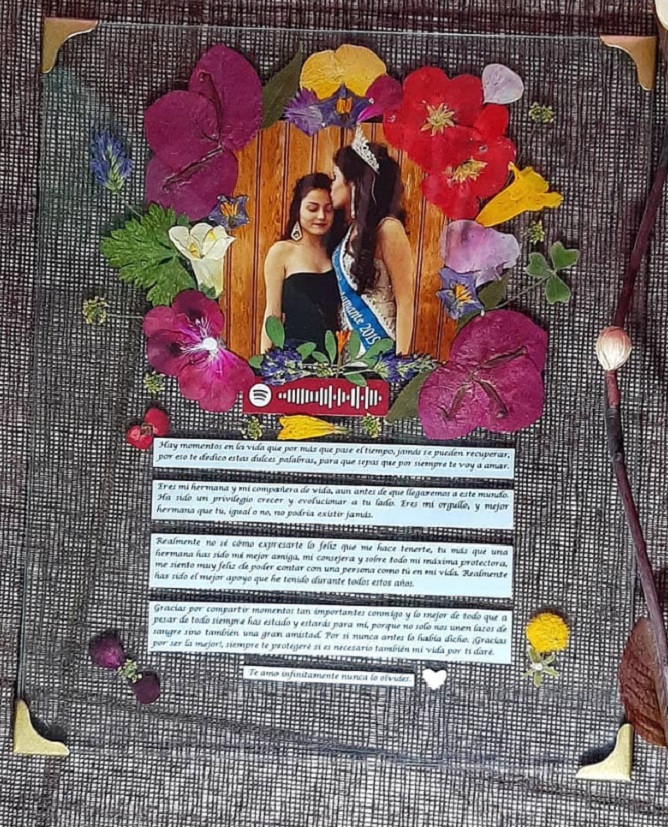 amante 2015
Hay momentos en la vida que por más que pase el tiempo, jamás se pueden recuperar,
por eso te dedico estas dulces palabras, para que sepas que por siempre te voy a amar.
Eres mi hermana y mi compañera de vida, aun antes de que llegáramos a este mundo.
Ha sido un privilegio crecer y evolucionar a tu lado. Eres mi orgullo, y mejor
hermana que tu, igual o no, no podría existir jamás.
Realmente no sé cómo expresarte lo feliz que me hace tenerte, tu más que una
hermana has sido mi mejor amiga, mi consejera y sobre todo mi máxima protectora,
me siento muy feliz de poder contar con una persona como tú en mi vida. Realmente
has sido el mejor apoyo que he tenido durante todos estos años.
Gracias por compartir momentos tan importantes conmigo y lo mejor de todo que a
pesar de todo siempre has estado y estarás para mí, porque no solo nos unen lazos de
sangre sino también una gran amistad. Por si nunca antes lo había dicho. ¡Gracias
por ser la mejor!, siempre te protegeré si es necesario también mi vida por ti daré.
Te amo infinitamente nunca lo olvides.